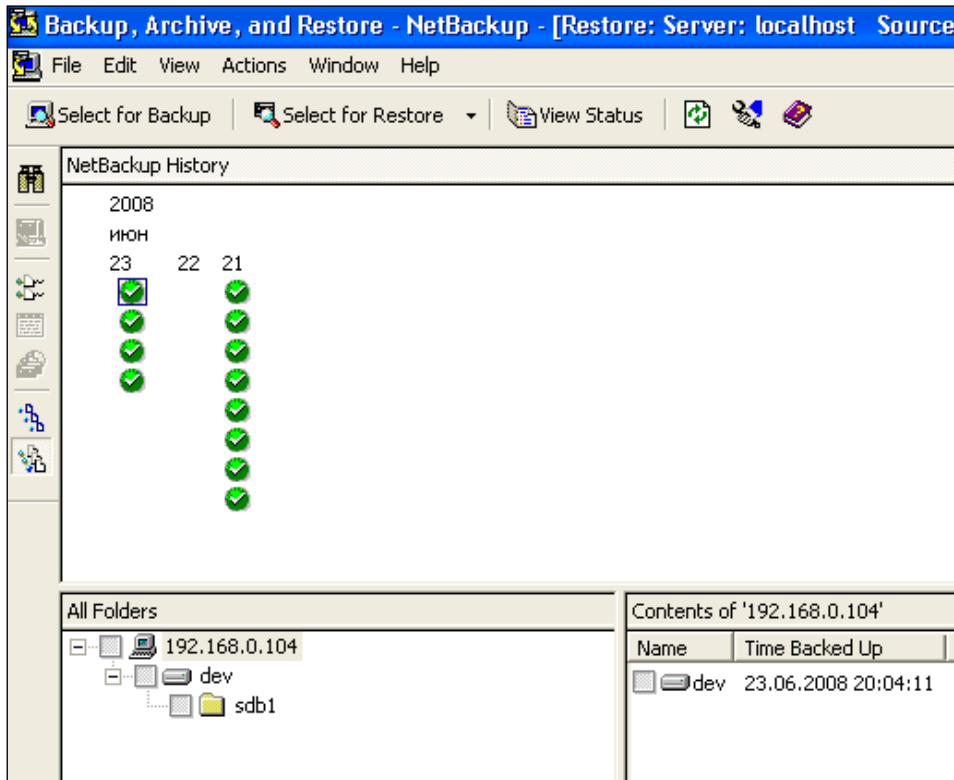 Backup, Archive, and Restore - NetBackup - [Restore: Server: localhost Source
File Edit View Actions Window Help
Select for Backup Select for Restore View Status
NetBackup History
2008
июн
23 22 21
All Folders
192.168.0.104
dev
sdb1
Contents of '192.168.0.104'
Name Time Backed Up
dev 23.06.2008 20:04:11